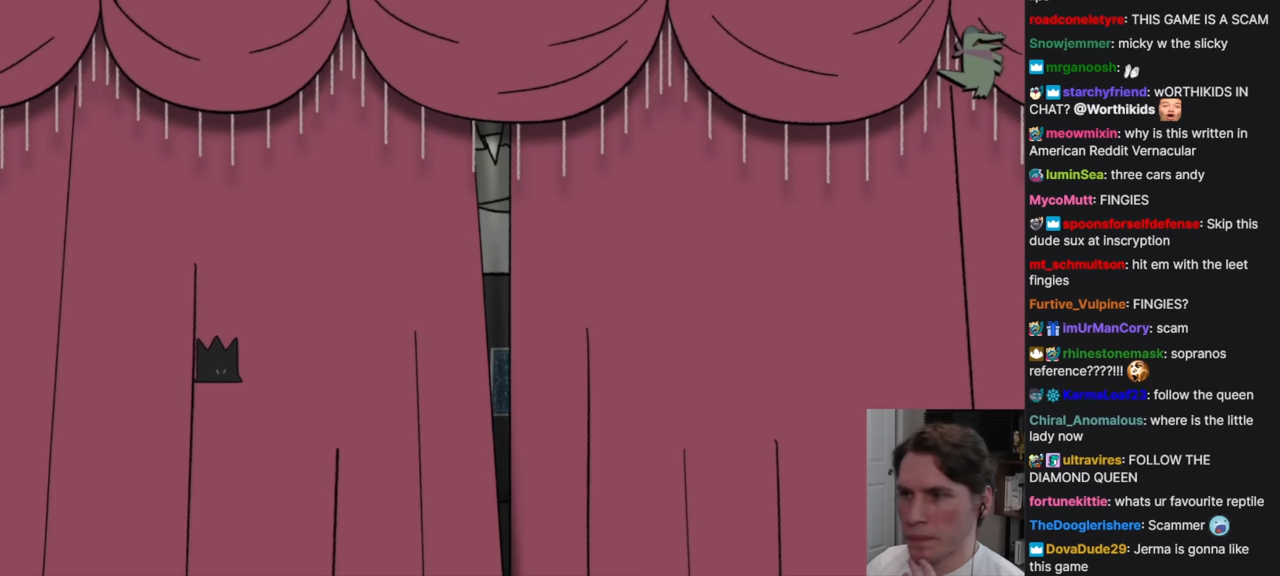 roadconeletyre: THIS GAME IS A SCAM
Snowjemmer: micky w the slicky
mrganoosh:
starchyfriend: wORTHIKIDS IN
CHAT? @Worthikids
meowmixin: why is this written in
American Reddit Vernacular
luminSea: three cars andy
MycoMutt: FINGIES
spoonsforselfdefense: Skip this
dude sux at inscryption
mt_schmultson: hit em with the leet
fingies
Furtive_Vulpine: FINGIES?
imUrManCory: scam
rhinestonemask: sopranos
reference????!!!
KarmaLoaf23: follow the queen
Chiral_Anomalous: where is the little
lady now
ultravires: FOLLOW THE
DIAMOND QUEEN
fortunekittie: whats ur favourite reptile
TheDooglerishere: Scammer
DovaDude29: Jerma is gonna like
this game